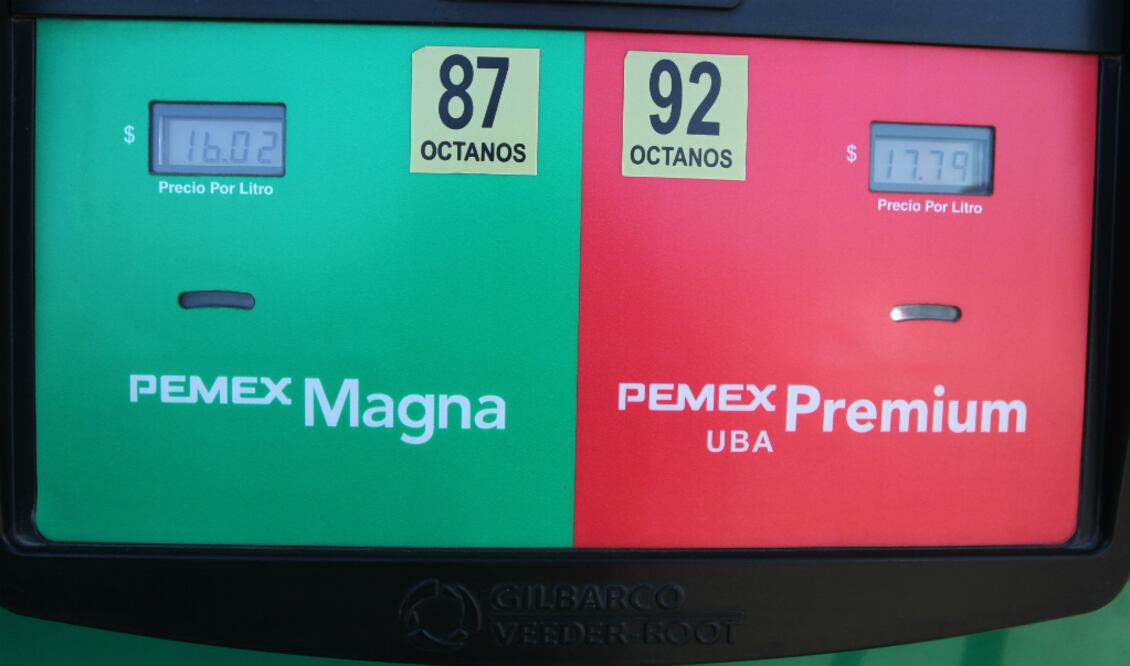 87
OCTANOS
$ 16.02
Precio Por Litro
PEMEX Magna
92
OCTANOS
$ 17.79
Precio Por Litro
PEMEX Premium
UBA
GILBARCO
VEEDER-ROOT